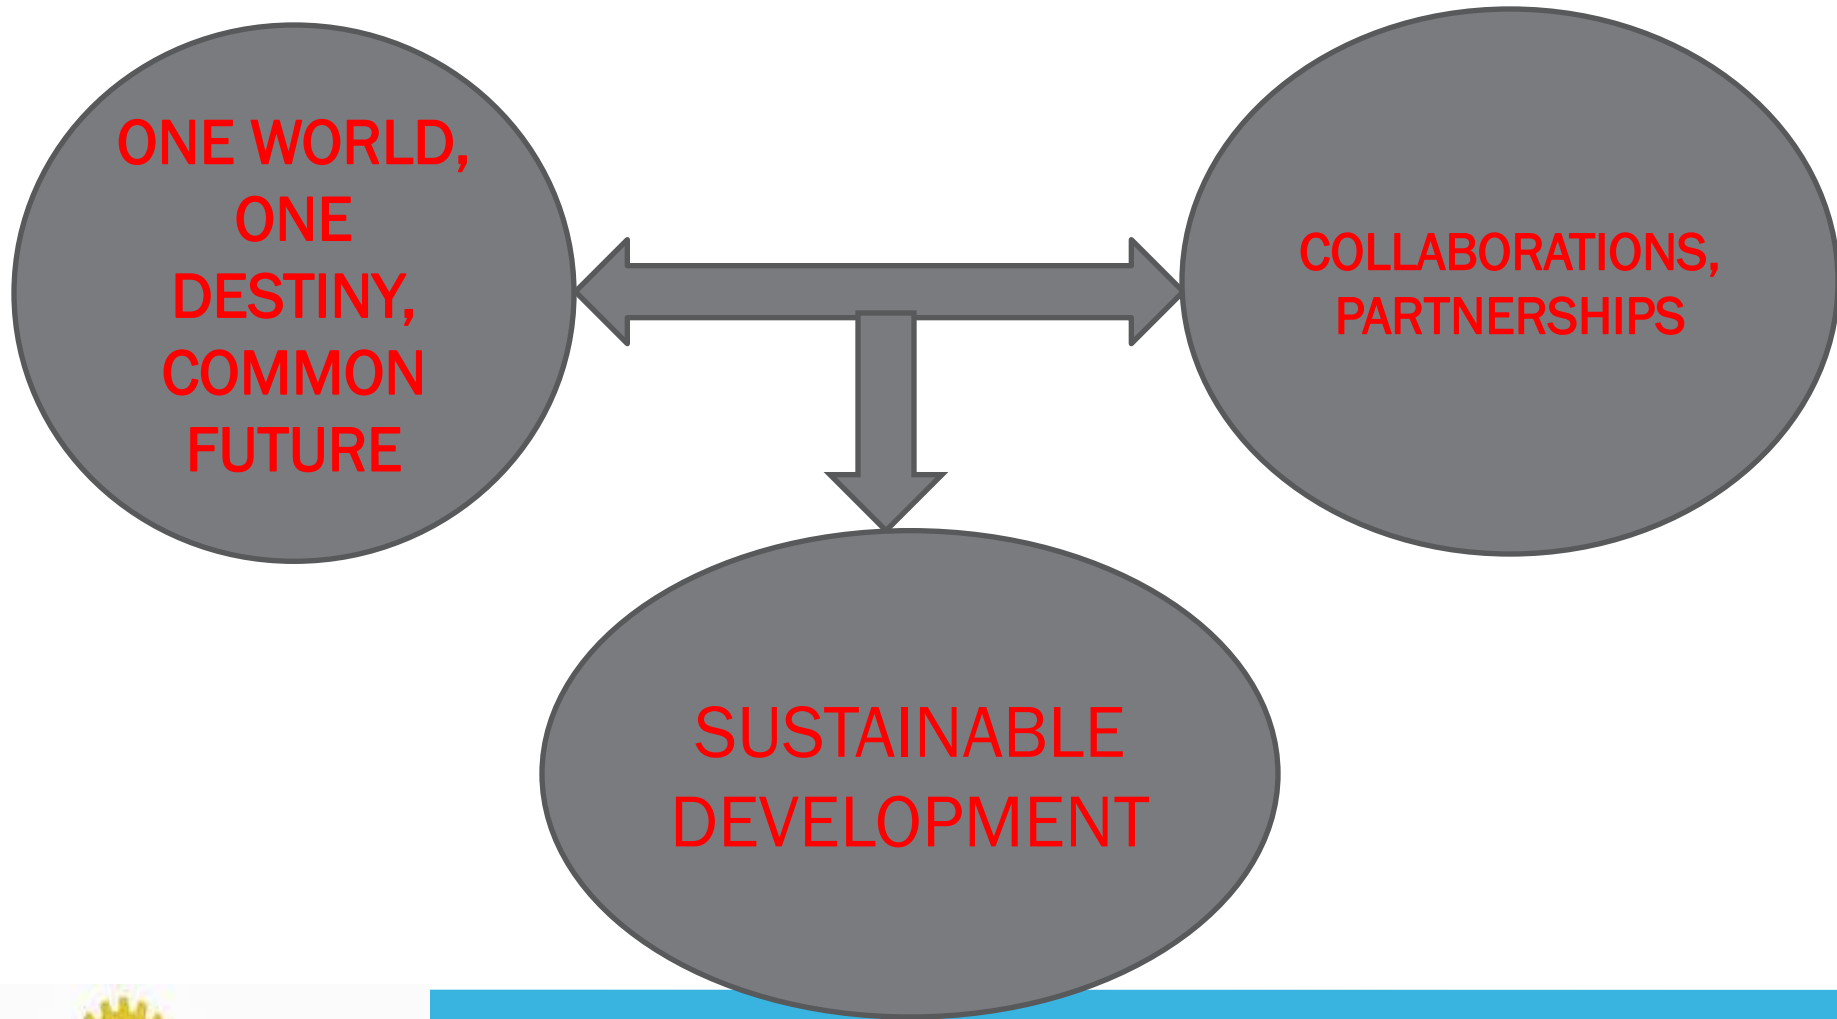 ONE WORLD,
ONE
DESTINY,
COMMON
FUTURE
COLLABORATIONS,
PARTNERSHIPS
SUSTAINABLE
DEVELOPMENT